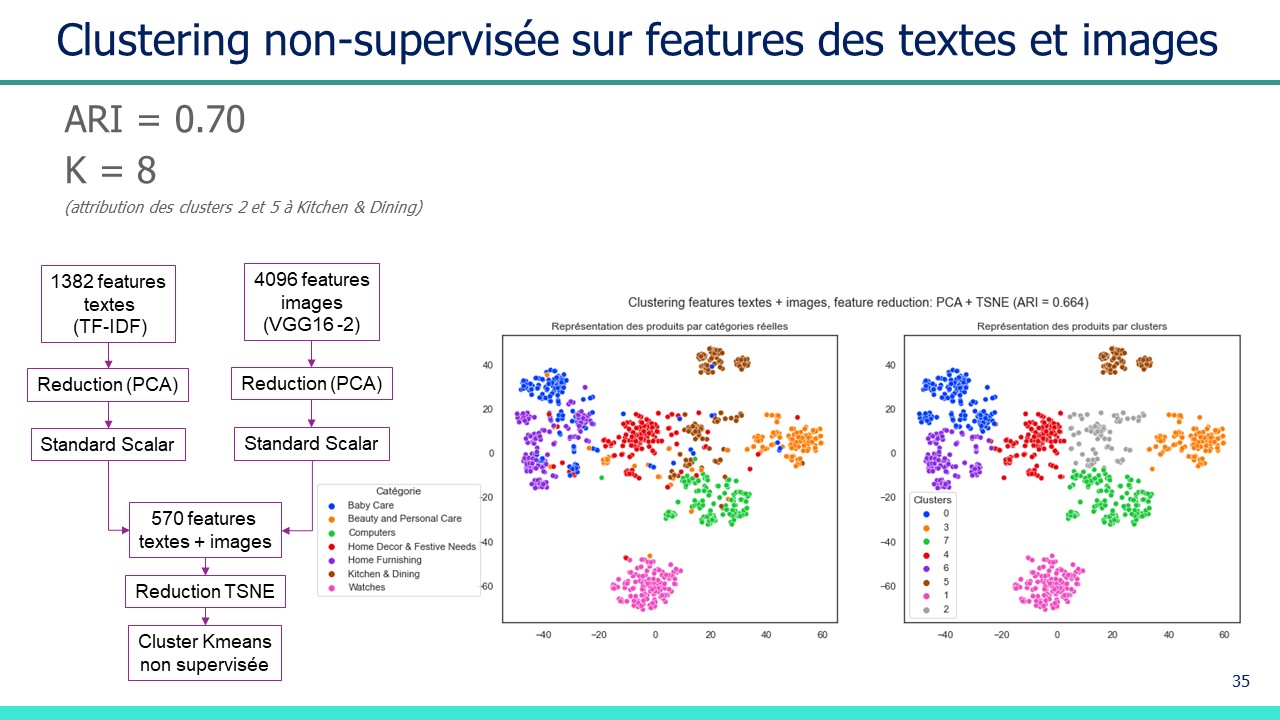 Clustering non-supervisée sur features des textes et images
ARI = 0.70
K = 8
(attribution des clusters 2 et 5 à Kitchen & Dining)
1382 features
textes
(TF-IDF)
4096 features
images
(VGG16 -2)
Reduction (PCA)
Reduction (PCA)
Standard Scalar
Standard Scalar
570 features
textes + images
Reduction TSNE
Cluster Kmeans
non supervisée
Clustering features textes + images, feature reduction: PCA + TSNE (ARI = 0.664)
Représentation des produits par catégories réelles
40
20
0
-20
-40
-60
-40 -20 0 20 40 60
Catégorie
Baby Care
Beauty and Personal Care
Computers
Home Decor & Festive Needs
Home Furnishing
Kitchen & Dining
Watches
Représentation des produits par clusters
40
20
0
-20
-40
-60
-40 -20 0 20 40 60
Clusters
0
3
7
4
6
5
1
2
35